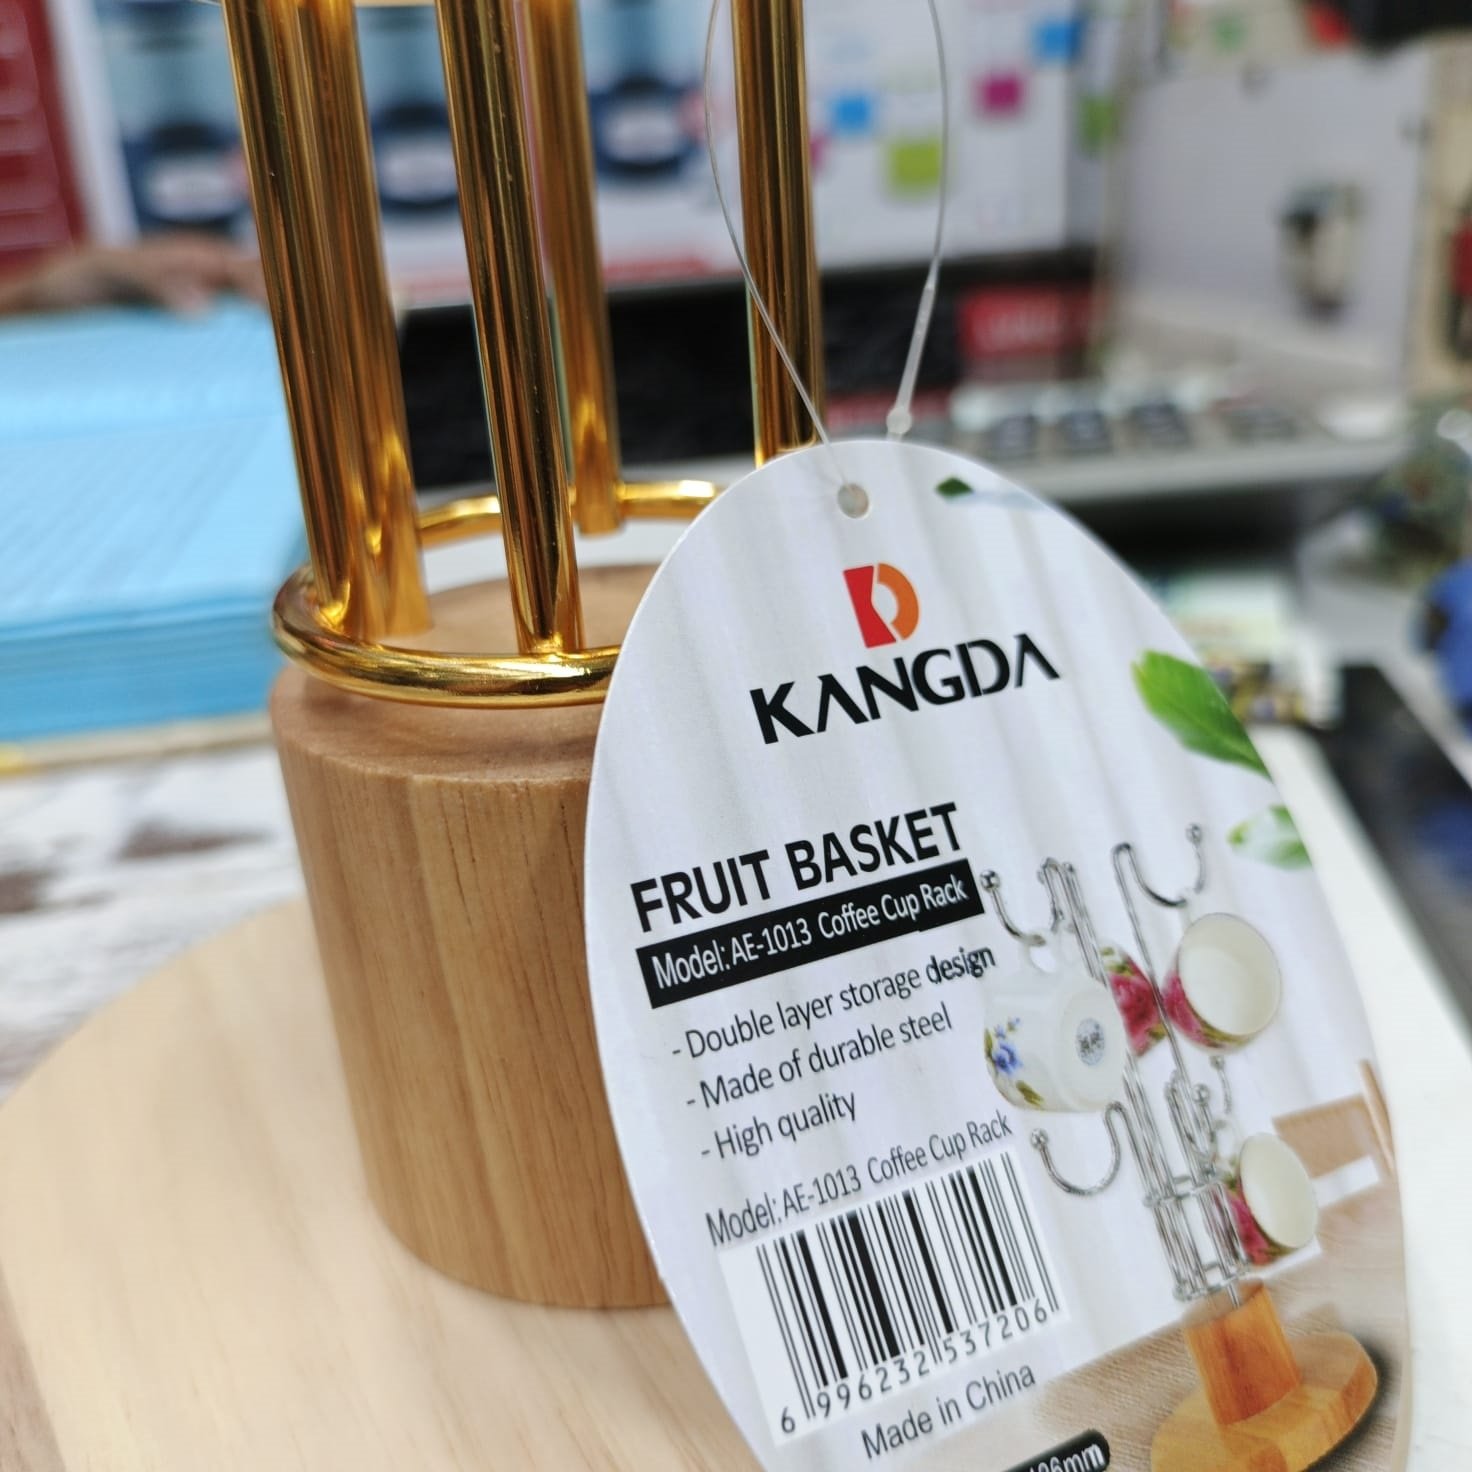 KANGDA
FRUIT BASKET
Model: AE-1013 Coffee Cup Rack
- Double layer storage design
- Made of durable steel
- High quality
Model: AE-1013 Coffee Cup Rack
6 996232 537206
Made in China